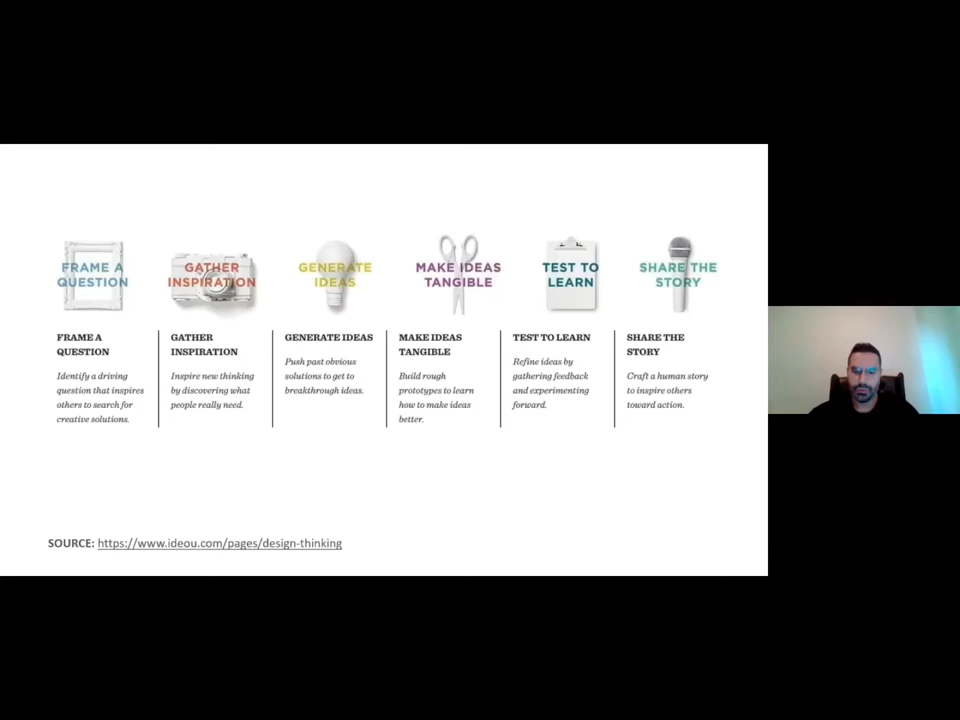 FRAME A
QUESTION
GATHER
INSPIRATION
GENERATE
IDEAS
MAKE IDEAS
TANGIBLE
TEST TO
LEARN
SHARE THE
STORY
FRAME A
QUESTION
Identify a driving
question that inspires
others to search for
creative solutions.
GATHER
INSPIRATION
Inspire new thinking
by discovering what
people really need.
GENERATE IDEAS
Push past obvious
solutions to get to
breakthrough ideas.
MAKE IDEAS
TANGIBLE
Build rough
prototypes to learn
how to make ideas
better.
TEST TO LEARN
Refine ideas by
gathering feedback
and experimenting
forward.
SHARE THE
STORY
Craft a human story
to inspire others
toward action.
SOURCE: https://www.ideou.com/pages/design-thinking